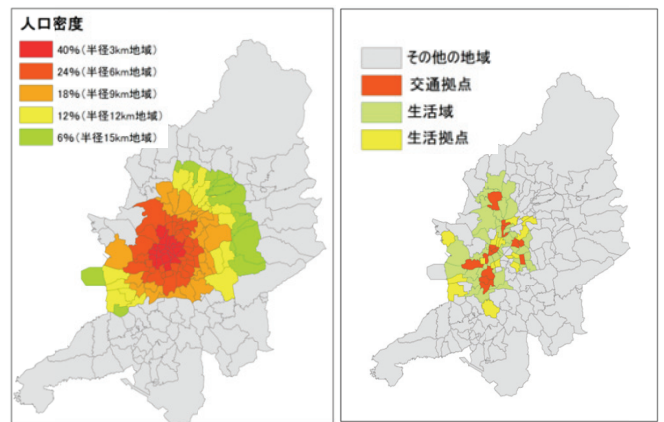 人口密度
40%(半径3km地域)
24%(半径6km地域)
18%(半径9km地域)
12%(半径12km地域)
6%(半径15km地域)
その他の地域
交通拠点
生活域
生活拠点